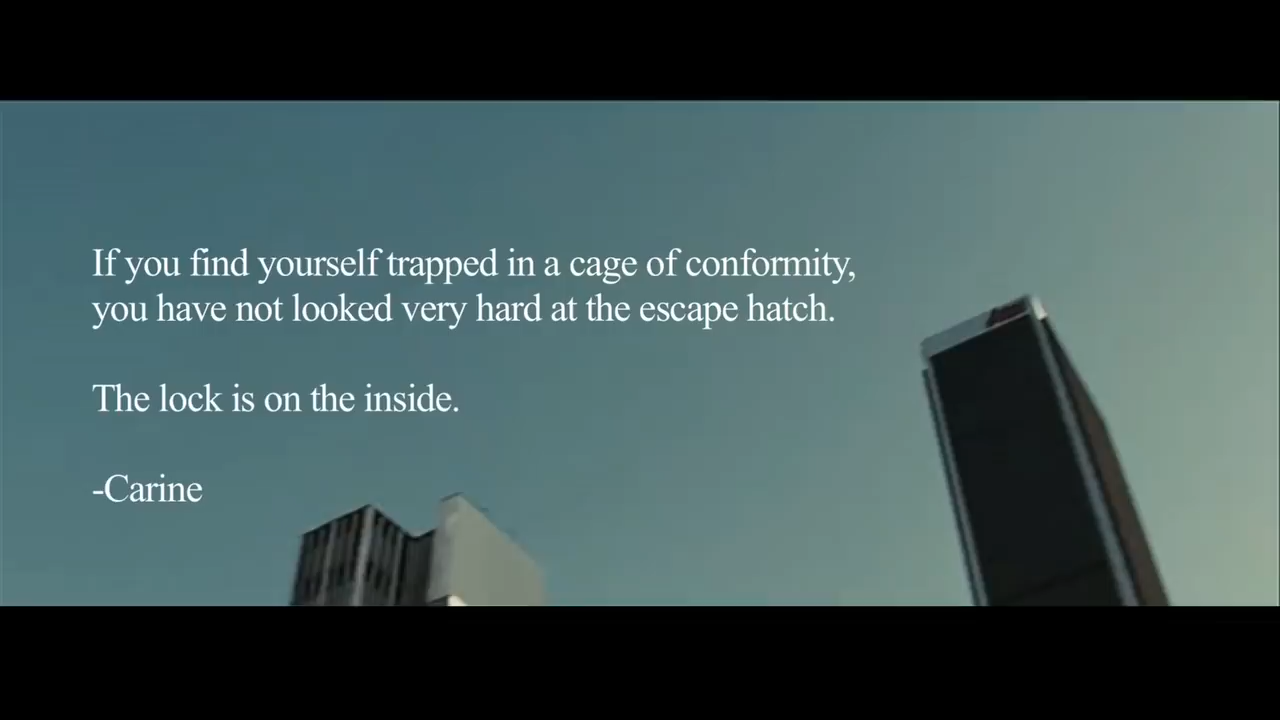 If you find yourself trapped in a cage of conformity,
you have not looked very hard at the escape hatch.
The lock is on the inside.
-Carine